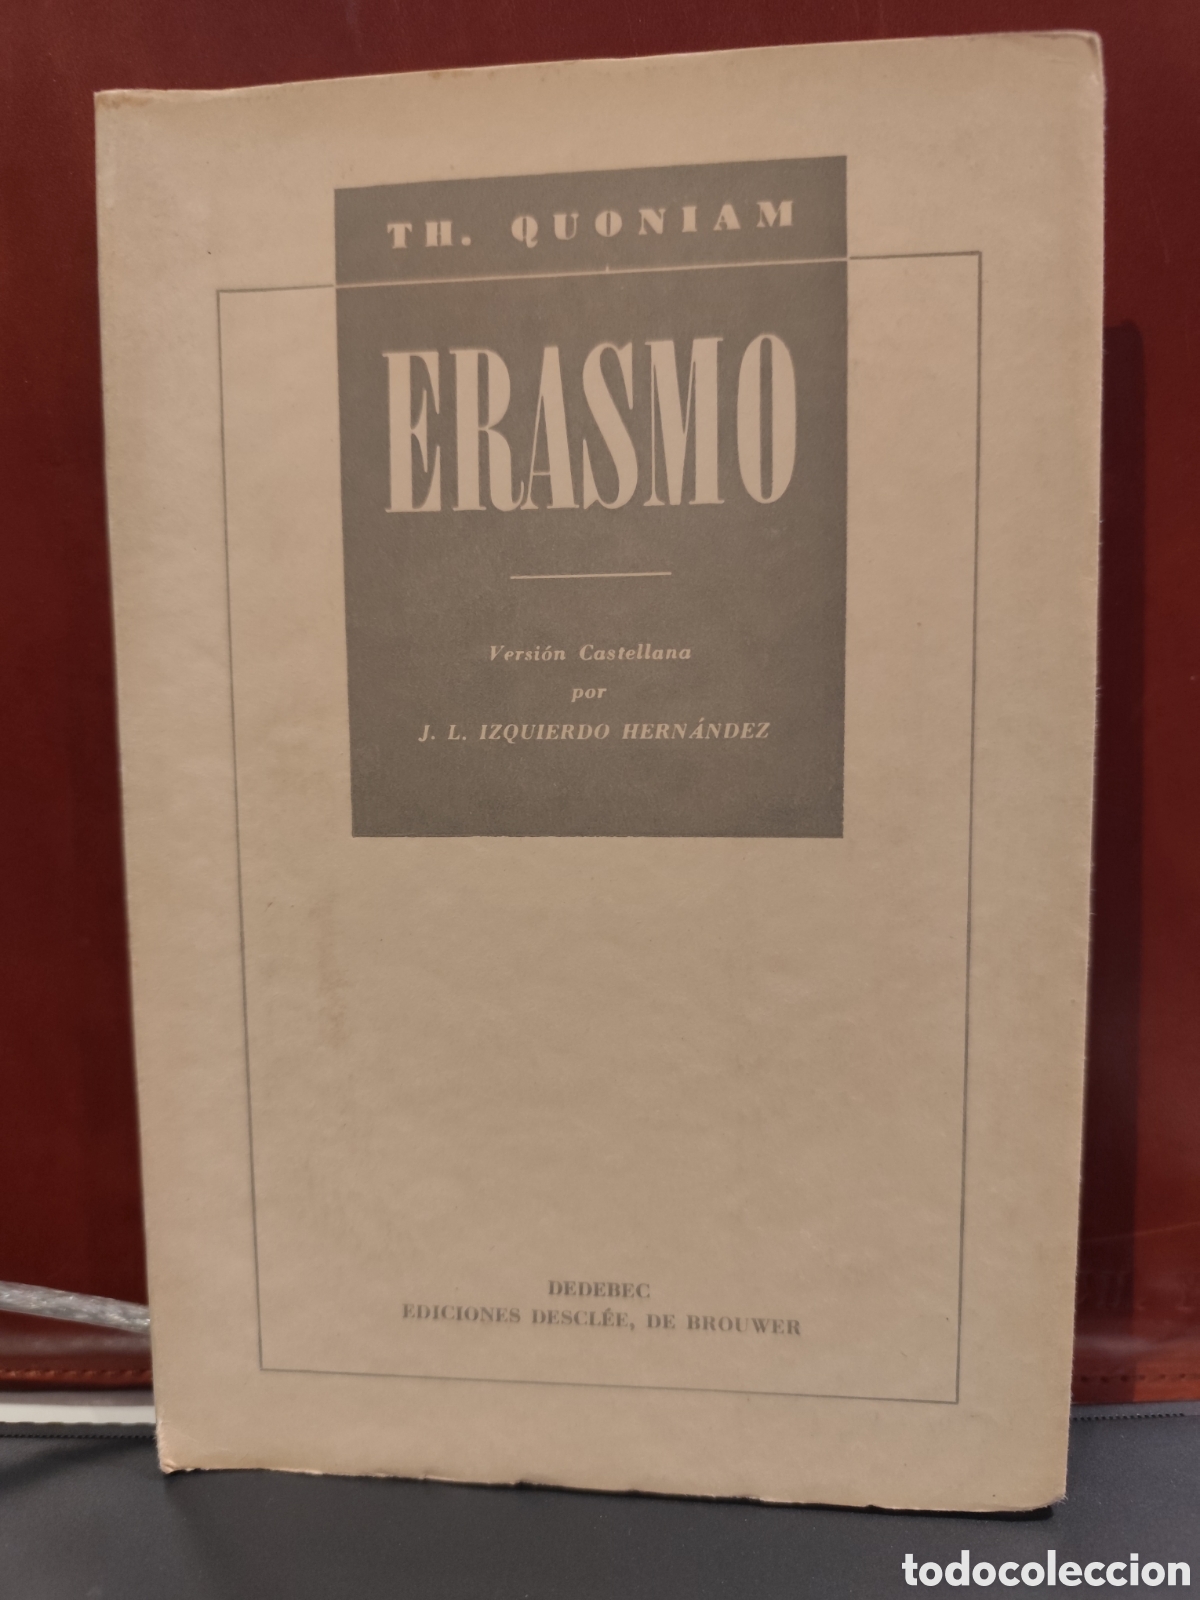 TH. QUONIAM
ERASMO
Versión Castellana
por
J. L. IZQUIERDO HERNÁNDEZ
DEDEBEC
EDICIONES DESCLÉE, DE BROUWER
todocoleccion